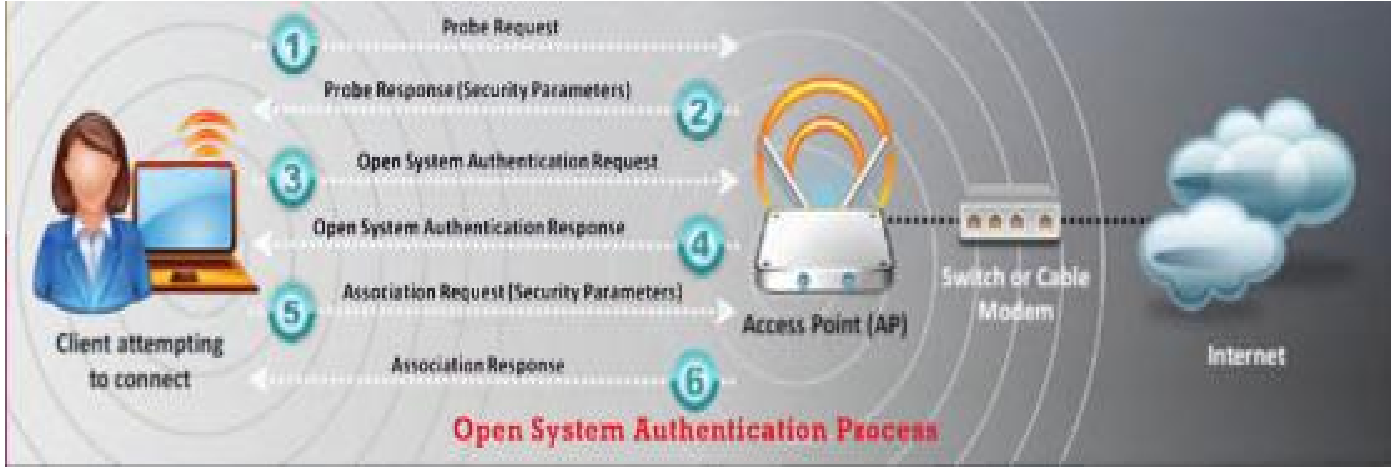 1
Probe Request
Probe Response (Security Parameters)
2
3
Open System Authentication Request
Open System Authentication Response
4
5
Association Request (Security Parameters)
Association Response
6
Client attempting
to connect
Access Point (AP)
Switch or Cable
Modem
Internet
Open System Authentication Process